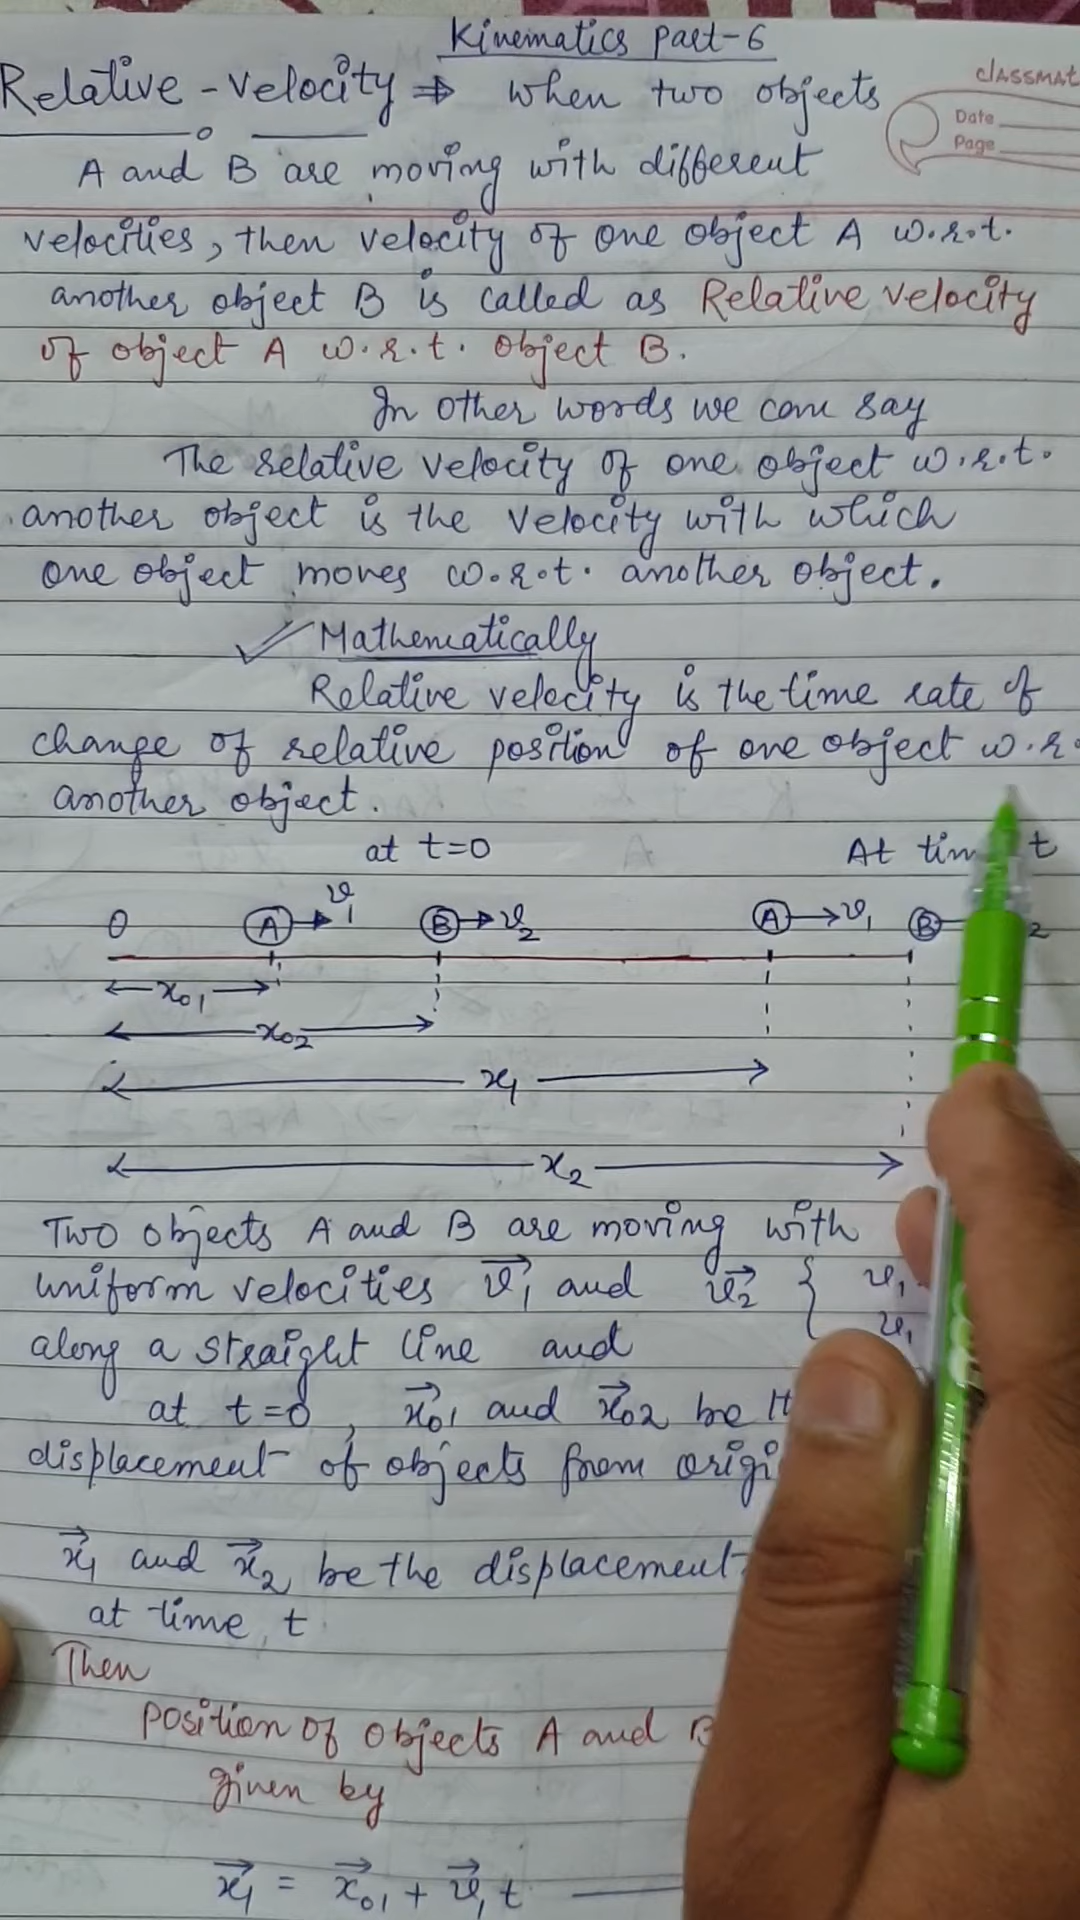 Kinematics part-6
classmat
Date
Page
Relative-velocity ⇒ when two objects
A and B are moving with different
velocities, then velocity of one object A w.r.t.
another object B is called as Relative velocity
of object A w.r.t. object B.
In other words we can say
The relative velocity of one object w.r.t.
another object is the velocity with which
one object moves w.r.t. another object.
Mathematically
Relative velocity is the time rate of
change of relative position of one object w.r.
another object.
at t=0 At tim t
O A → v₁ B → v₂ A → v₁ B 2
x₀₁
x₀₂
x₁
x₂
Two objects A and B are moving with
uniform velocities v⃗₁ and v⃗₂ { v₁
along a straight line and v₁
at t=0, x⃗₀₁ and x⃗₀₂ be
displacement of objects from origi
x⃗₁ and x⃗₂ be the displacement
at time t
Then
position of objects A and B
given by
x⃗₁ = x⃗₀₁ + v⃗₁t